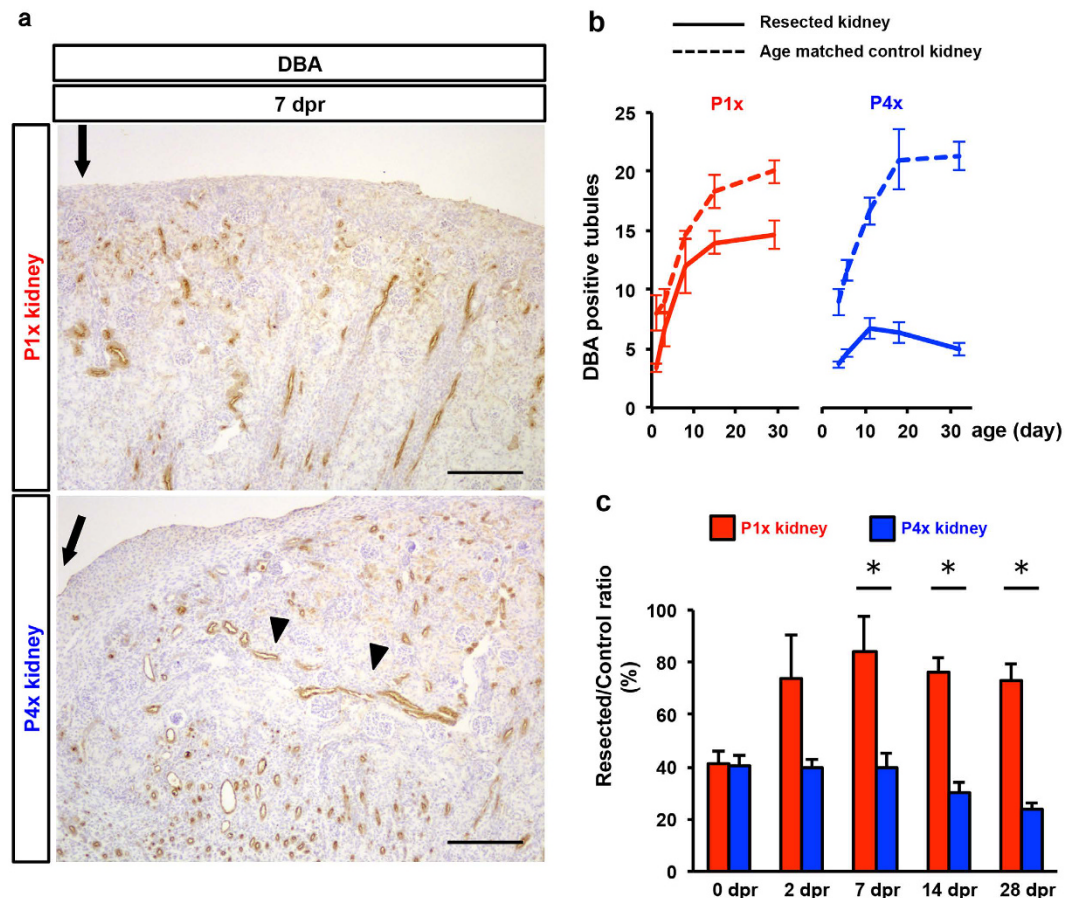 a
DBA
7 dpr
P1x kidney
P4x kidney
b
Resected kidney
Age matched control kidney
P1x
P4x
DBA positive tubules
25
20
15
10
5
0
0 10 20 30
0 10 20 30 age (day)
c
P1x kidney
P4x kidney
* * *
Resected/Control ratio
(%)
100
80
60
40
20
0
0 dpr 2 dpr 7 dpr 14 dpr 28 dpr